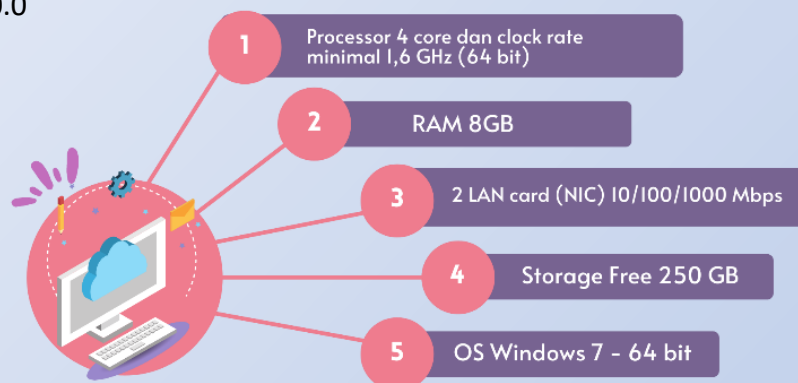 1
Processor 4 core dan clock rate
minimal 1,6 GHz (64 bit)
2
RAM 8GB
3
2 LAN card (NIC) 10/100/1000 Mbps
4
Storage Free 250 GB
5
OS Windows 7 - 64 bit